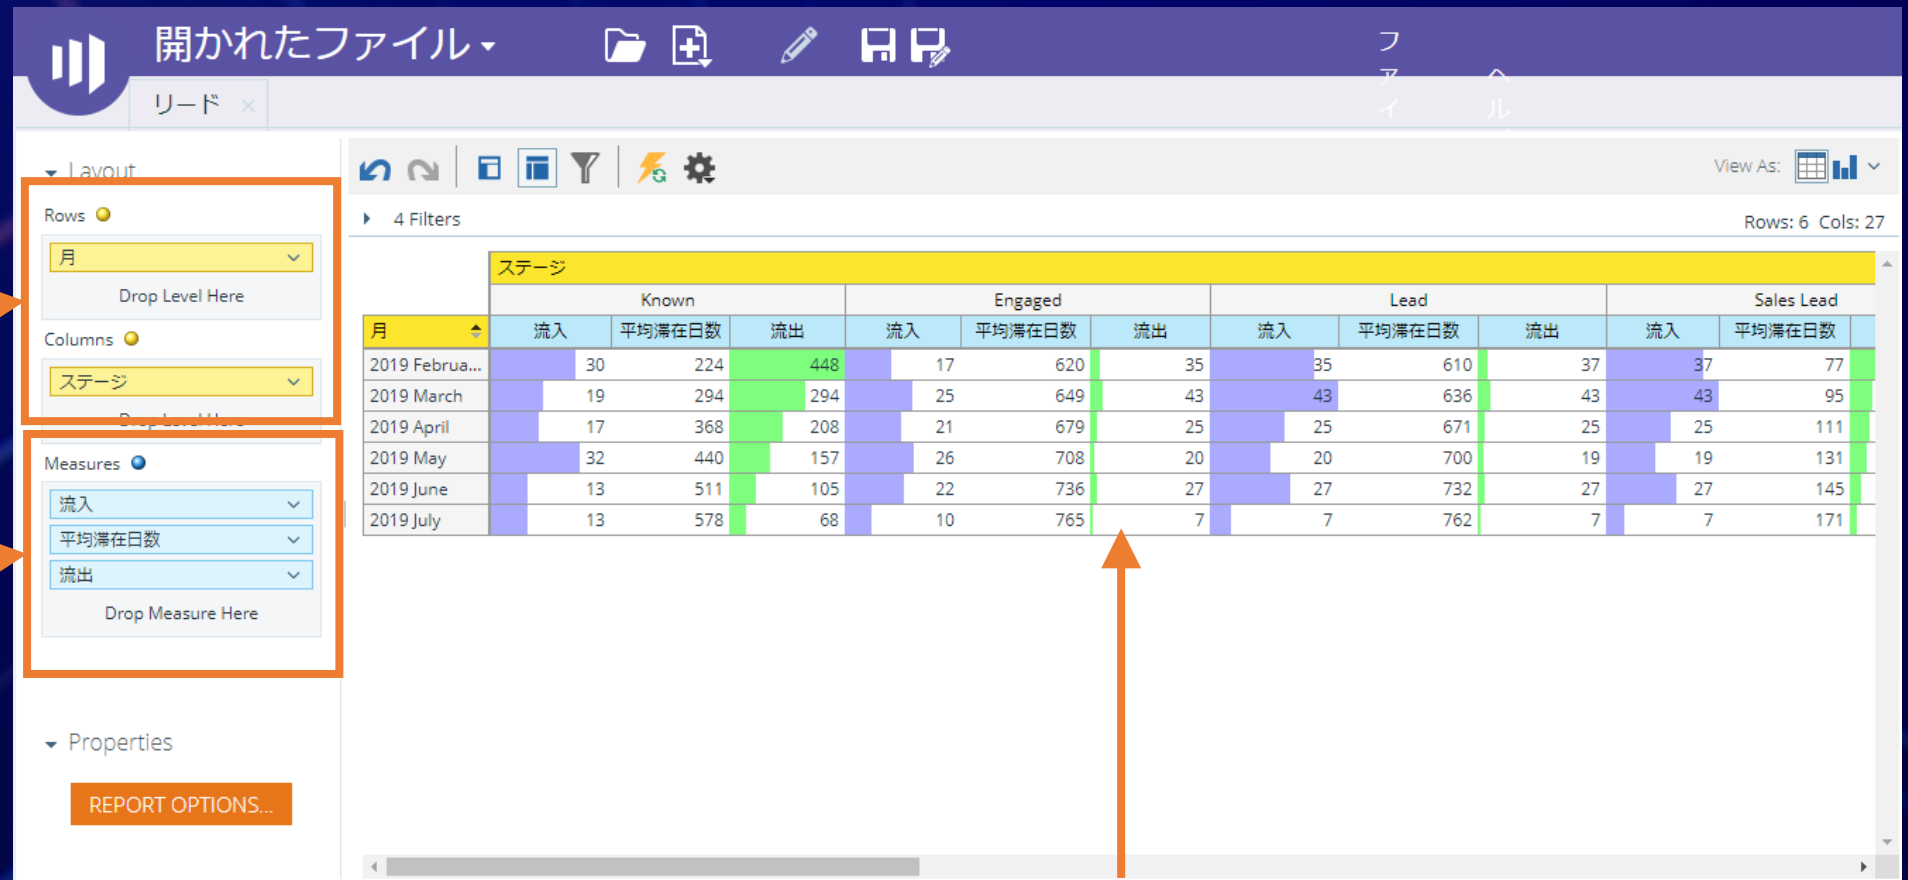 開かれたファイル
ファイ
ヘル
リード
Layout
Rows
月
Drop Level Here
Columns
ステージ
Drop Level Here
Measures
流入
平均滞在日数
流出
Drop Measure Here
Properties
REPORT OPTIONS...
View As:
4 Filters
Rows: 6 Cols: 27
ステージ
Known Engaged Lead Sales Lead
月 流入 平均滞在日数 流出 流入 平均滞在日数 流出 流入 平均滞在日数 流出 流入 平均滞在日数
2019 Februa... 30 224 448 17 620 35 35 610 37 37 77
2019 March 19 294 294 25 649 43 43 636 43 43 95
2019 April 17 368 208 21 679 25 25 671 25 25 111
2019 May 32 440 157 26 708 20 20 700 19 19 131
2019 June 13 511 105 22 736 27 27 732 27 27 145
2019 July 13 578 68 10 765 7 7 762 7 7 171